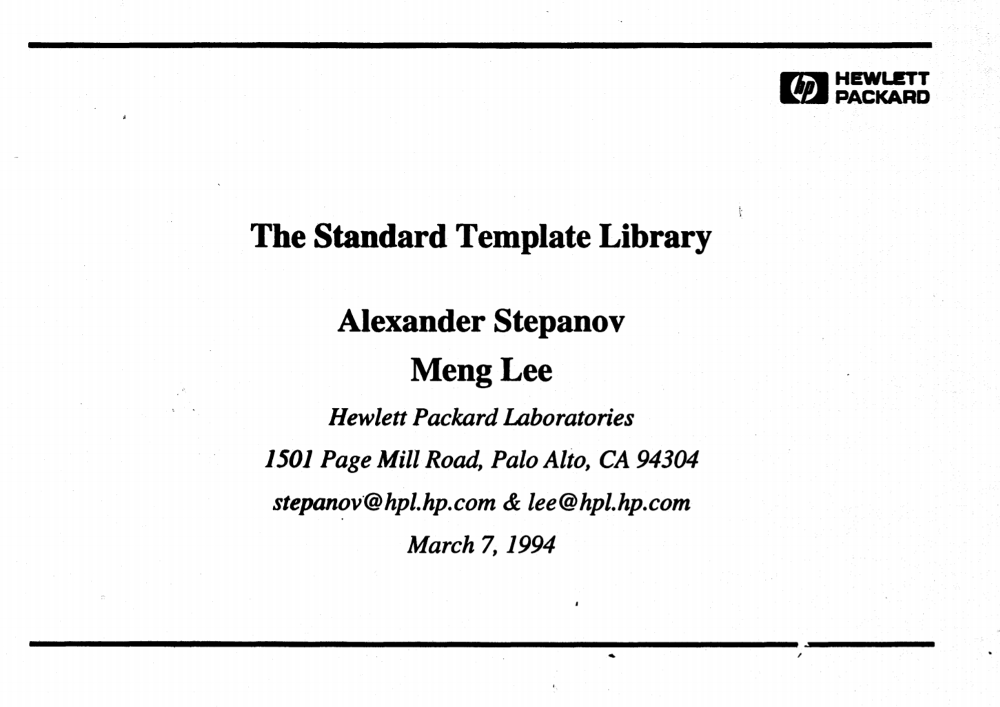 hp HEWLETT
PACKARD
The Standard Template Library
Alexander Stepanov
Meng Lee
Hewlett Packard Laboratories
1501 Page Mill Road, Palo Alto, CA 94304
stepanov@hpl.hp.com & lee@hpl.hp.com
March 7, 1994